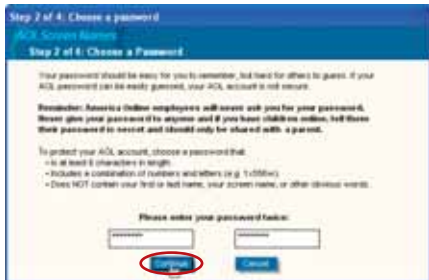 Step 2 of 4: Choose a password
AOL Screen Names
Step 2 of 4: Choose a Password
Your password should be easy for you to remember, but hard for others to guess. If your
AOL password can be easily guessed, your AOL account is not secure.
Reminder: America Online employees will never ask you for your password.
Never give your password to anyone and if you have children online, tell them
their password is secret and should only be shared with a parent.
To protect your AOL account, choose a password that:
- Is at least 6 characters in length.
- Includes a combination of numbers and letters (e.g.
- Does NOT contain your first or last name, your screen name, or other obvious words.
Please enter your password twice:
******** ********
Continue Cancel